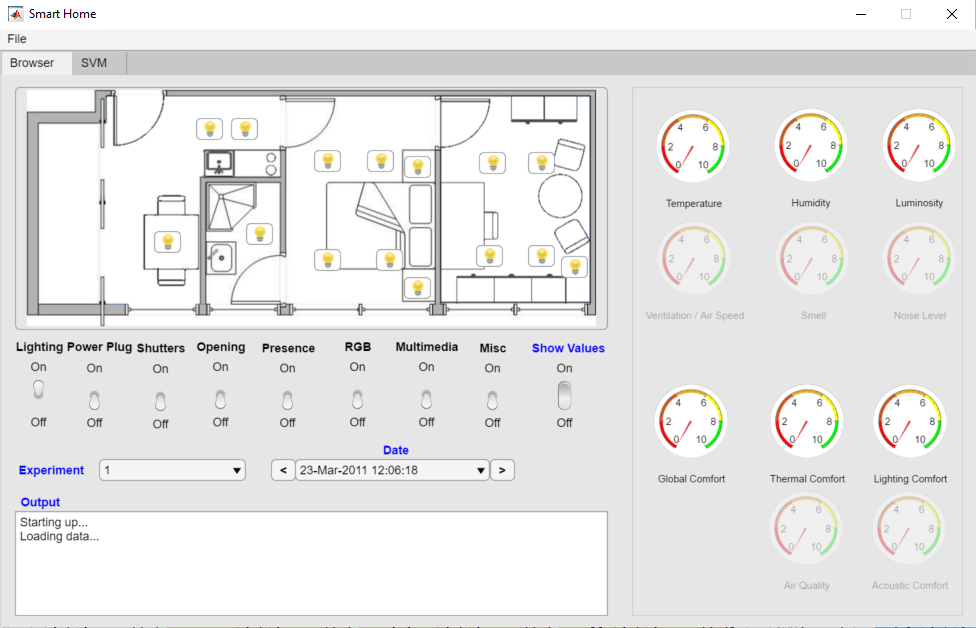 Smart Home
File
Browser SVM
0 2 4 6 8 10
0 2 4 6 8 10
0 2 4 6 8 10
Temperature Humidity Luminosity
0 2 4 6 8 10
0 2 4 6 8 10
0 2 4 6 8 10
Ventilation / Air Speed Smell Noise Level
Lighting Power Plug Shutters Opening Presence RGB Multimedia Misc Show Values
On On On On On On On On On
Off Off Off Off Off Off Off Off Off
0 2 4 6 8 10
0 2 4 6 8 10
0 2 4 6 8 10
Global Comfort Thermal Comfort Lighting Comfort
Date
Experiment 1 < 23-Mar-2011 12:06:18 >
Output
Starting up...
Loading data...
0 2 4 6 8 10
0 2 4 6 8 10
Air Quality Acoustic Comfort